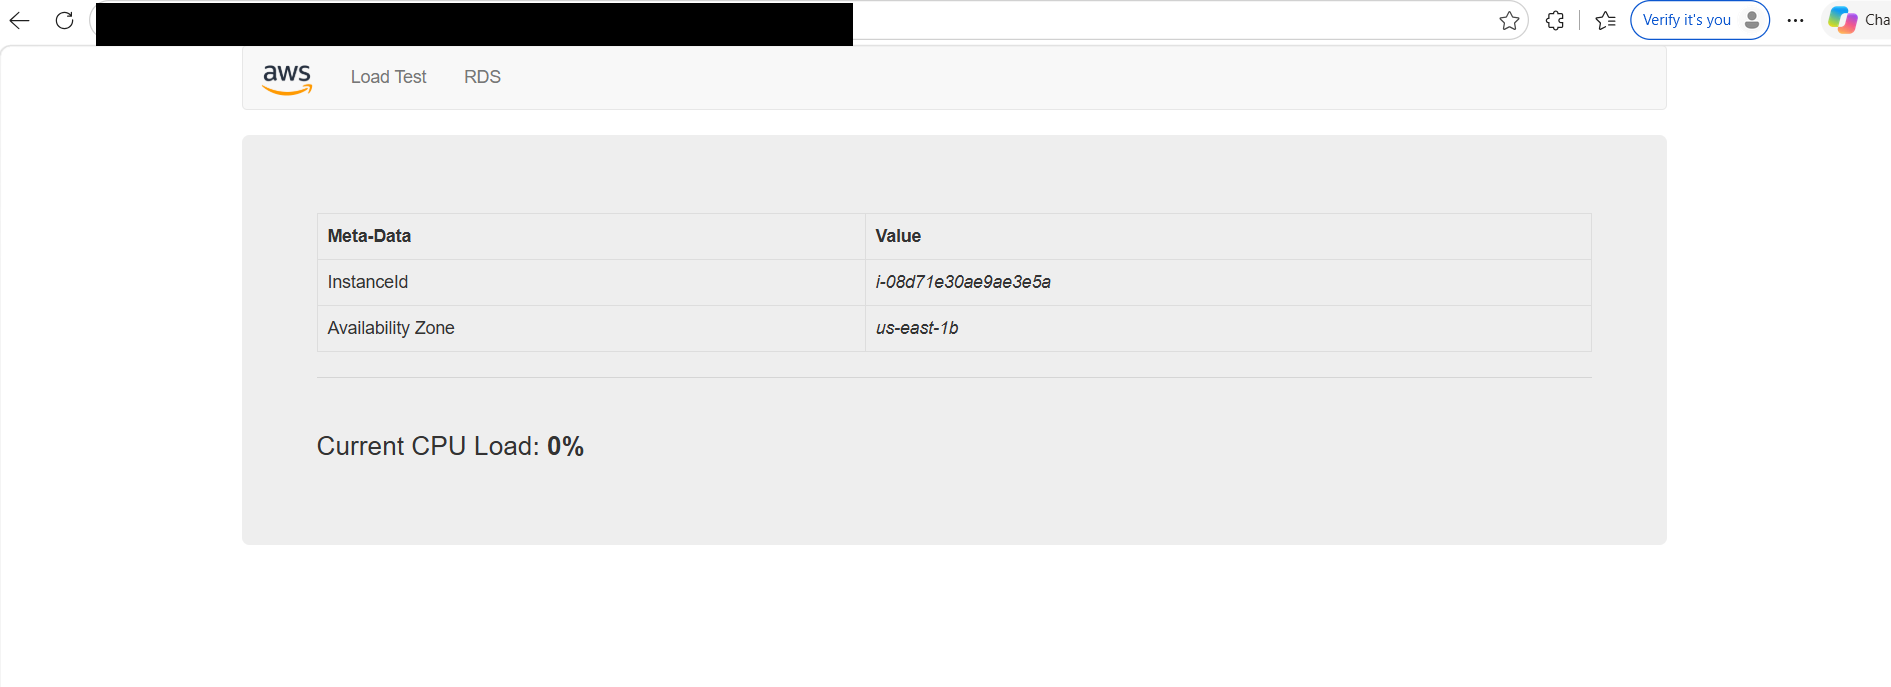 Verify it's you
Cha
aws
Load Test
RDS
Meta-Data Value
InstanceId i-08d71e30ae9ae3e5a
Availability Zone us-east-1b
Current CPU Load: 0%